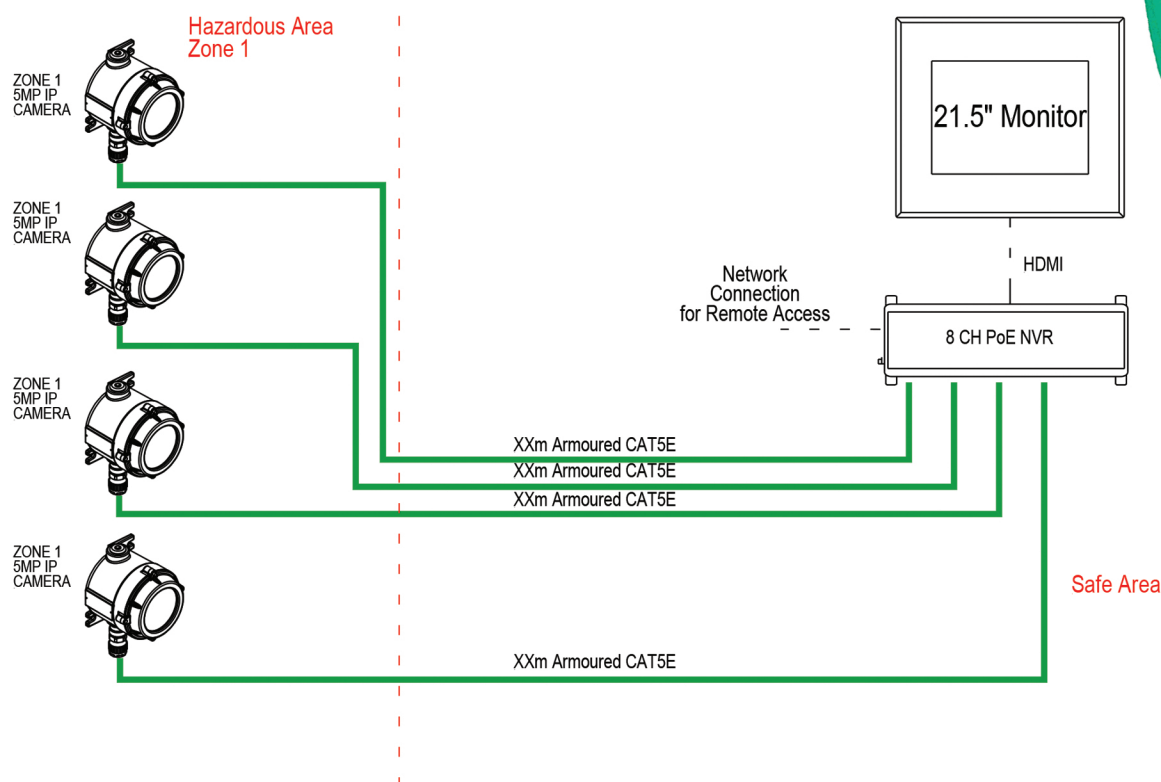 Hazardous Area
Zone 1
ZONE 1
5MP IP
CAMERA
21.5" Monitor
ZONE 1
5MP IP
CAMERA
HDMI
Network
Connection
for Remote Access
8 CH PoE NVR
ZONE 1
5MP IP
CAMERA
XXm Armoured CAT5E
XXm Armoured CAT5E
XXm Armoured CAT5E
ZONE 1
5MP IP
CAMERA
Safe Area
XXm Armoured CAT5E